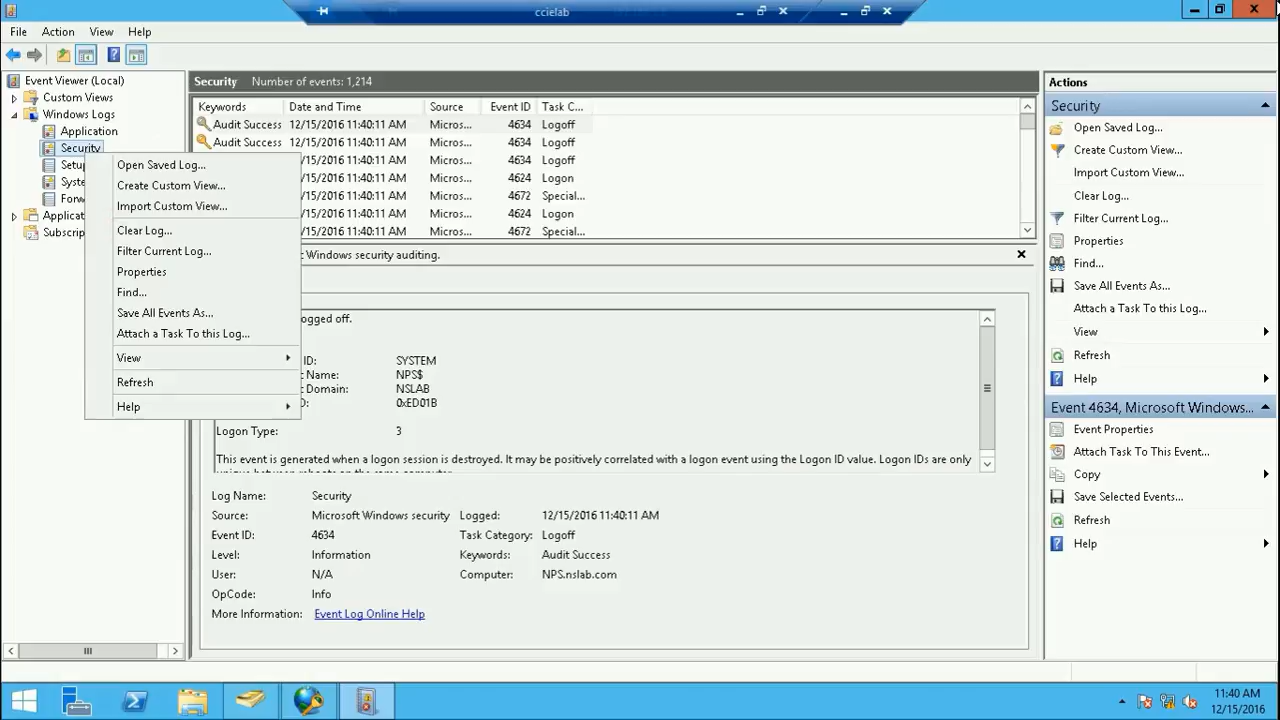 ccielab
File Action View Help
Event Viewer (Local)
Custom Views
Windows Logs
Application
Security
Setu
Syste
Forw
Applicat
Subscrip
Open Saved Log...
Create Custom View...
Import Custom View...
Clear Log...
Filter Current Log...
Properties
Find...
Save All Events As...
Attach a Task To this Log...
View
Refresh
Help
Security Number of events: 1,214
Keywords Date and Time Source Event ID Task C...
Audit Success 12/15/2016 11:40:11 AM Micros... 4634 Logoff
Audit Success 12/15/2016 11:40:11 AM Micros... 4634 Logoff
12/15/2016 11:40:11 AM Micros... 4634 Logoff
12/15/2016 11:40:11 AM Micros... 4624 Logon
12/15/2016 11:40:11 AM Micros... 4672 Special...
12/15/2016 11:40:11 AM Micros... 4624 Logon
12/15/2016 11:40:11 AM Micros... 4672 Special...
t Windows security auditing.
ogged off.
ID: SYSTEM
t Name: NPS$
t Domain: NSLAB
D: 0xED01B
Logon Type: 3
This event is generated when a logon session is destroyed. It may be positively correlated with a logon event using the Logon ID value. Logon IDs are only
unique between reboots on the same computer.
Log Name: Security
Source: Microsoft Windows security Logged: 12/15/2016 11:40:11 AM
Event ID: 4634 Task Category: Logoff
Level: Information Keywords: Audit Success
User: N/A Computer: NPS.nslab.com
OpCode: Info
More Information: Event Log Online Help
Actions
Security
Open Saved Log...
Create Custom View...
Import Custom View...
Clear Log...
Filter Current Log...
Properties
Find...
Save All Events As...
Attach a Task To this Log...
View
Refresh
Help
Event 4634, Microsoft Windows...
Event Properties
Attach Task To This Event...
Copy
Save Selected Events...
Refresh
Help
11:40 AM
12/15/2016